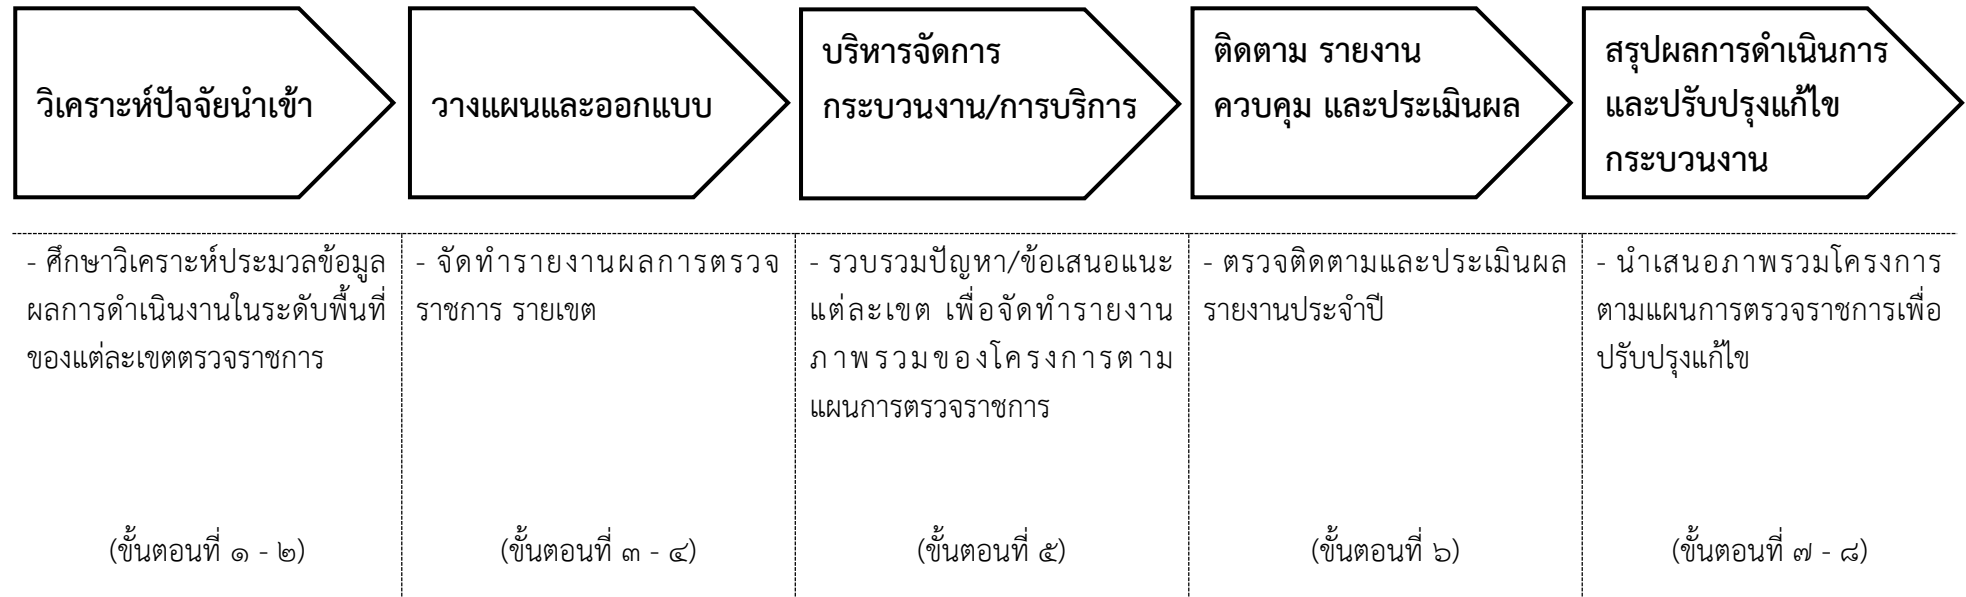 วิเคราะห์ปัจจัยนำเข้า
วางแผนและออกแบบ
บริหารจัดการ
กระบวนงาน/การบริการ
ติดตาม รายงาน
ควบคุม และประเมินผล
สรุปผลการดำเนินการ
และปรับปรุงแก้ไข
กระบวนงาน
- ศึกษาวิเคราะห์ประมวลข้อมูล
ผลการดำเนินงานในระดับพื้นที่
ของแต่ละเขตตรวจราชการ
(ขั้นตอนที่ ๑ - ๒)
- จัดทำรายงานผลการตรวจ
ราชการ รายเขต
(ขั้นตอนที่ ๓ - ๔)
- รวบรวมปัญหา/ข้อเสนอแนะ
แต่ละเขต เพื่อจัดทำรายงาน
ภาพรวมของโครงการตาม
แผนการตรวจราชการ
(ขั้นตอนที่ ๕)
- ตรวจติดตามและประเมินผล
รายงานประจำปี
(ขั้นตอนที่ ๖)
- นำเสนอภาพรวมโครงการ
ตามแผนการตรวจราชการเพื่อ
ปรับปรุงแก้ไข
(ขั้นตอนที่ ๗ - ๘)